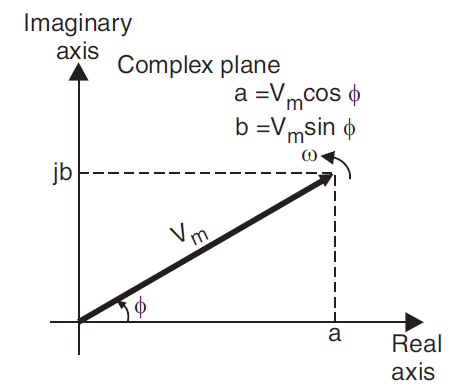 Imaginary
axis
Complex plane
a =Vmcos ϕ
b =Vmsin ϕ
ω
jb
Vm
ϕ
a
Real
axis